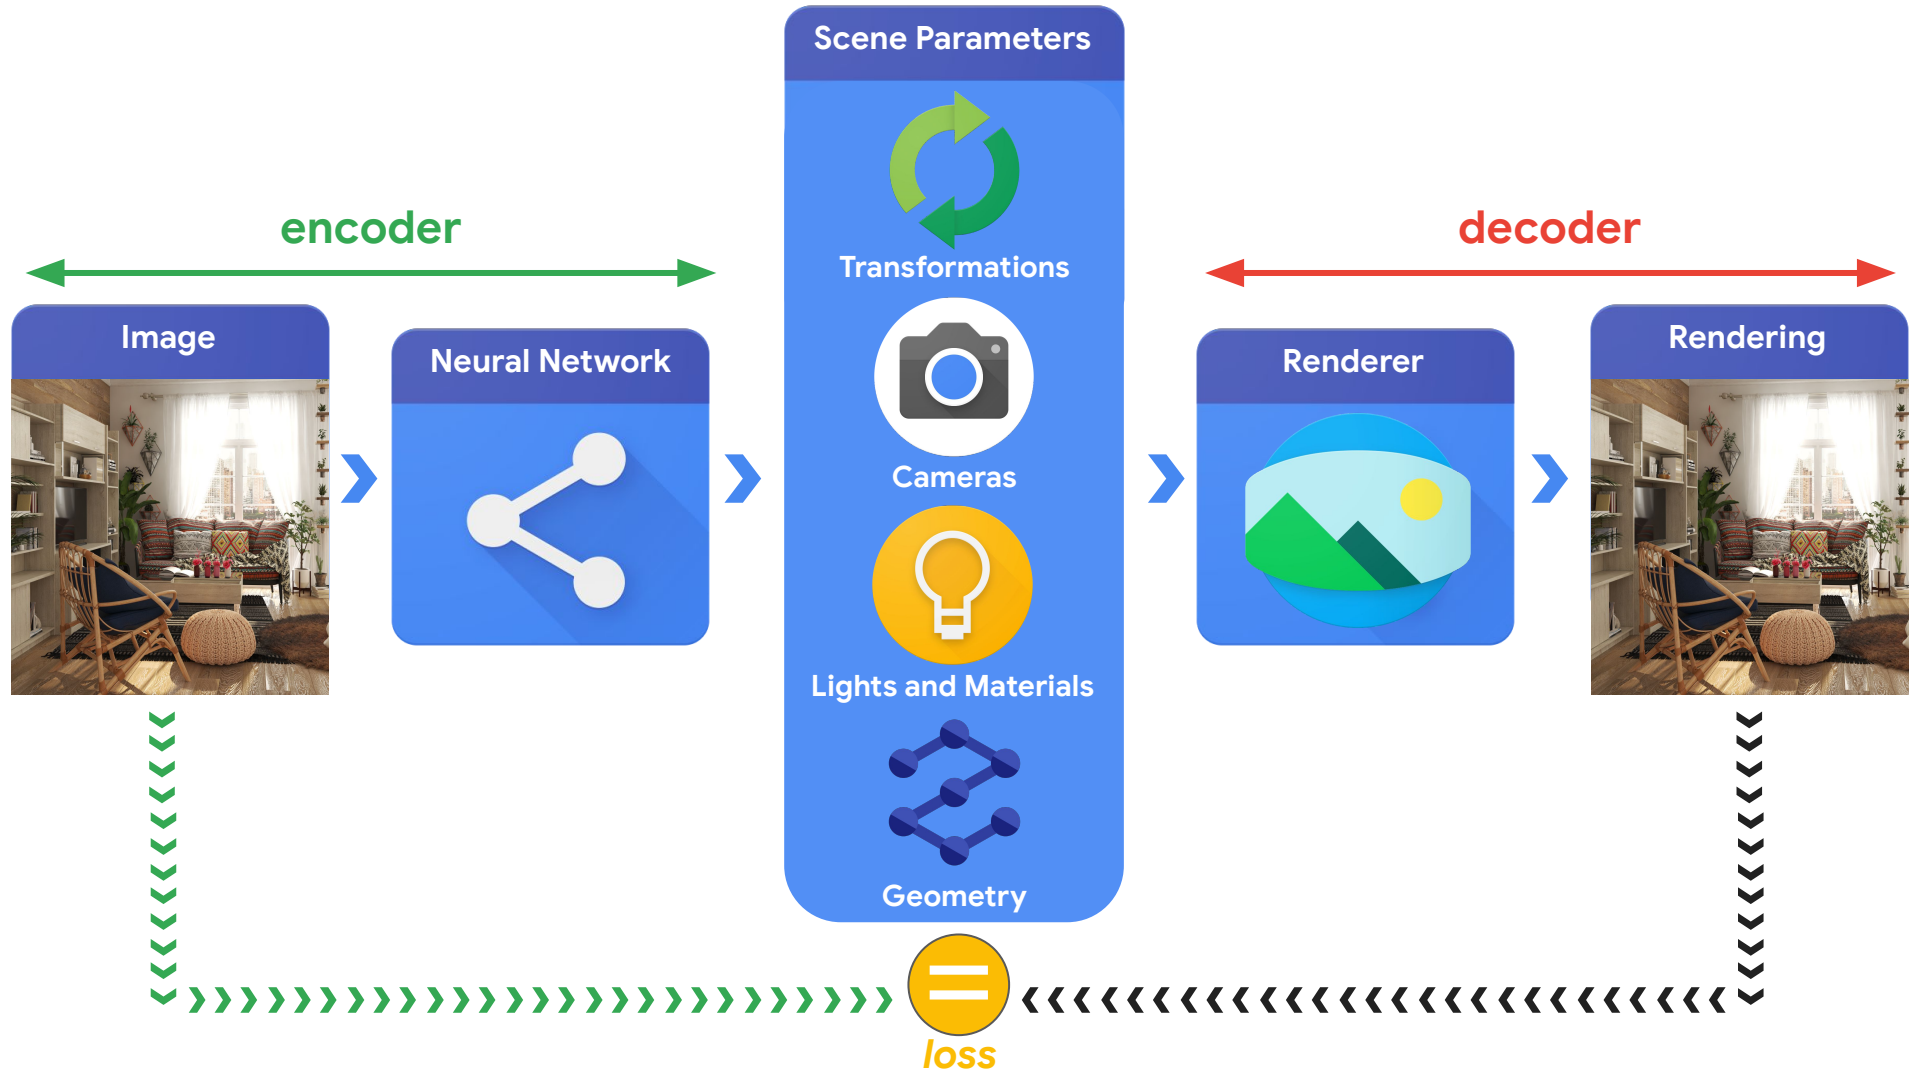 Scene Parameters
Transformations
Cameras
Lights and Materials
Geometry
encoder
decoder
Image
Neural Network
Renderer
Rendering
loss